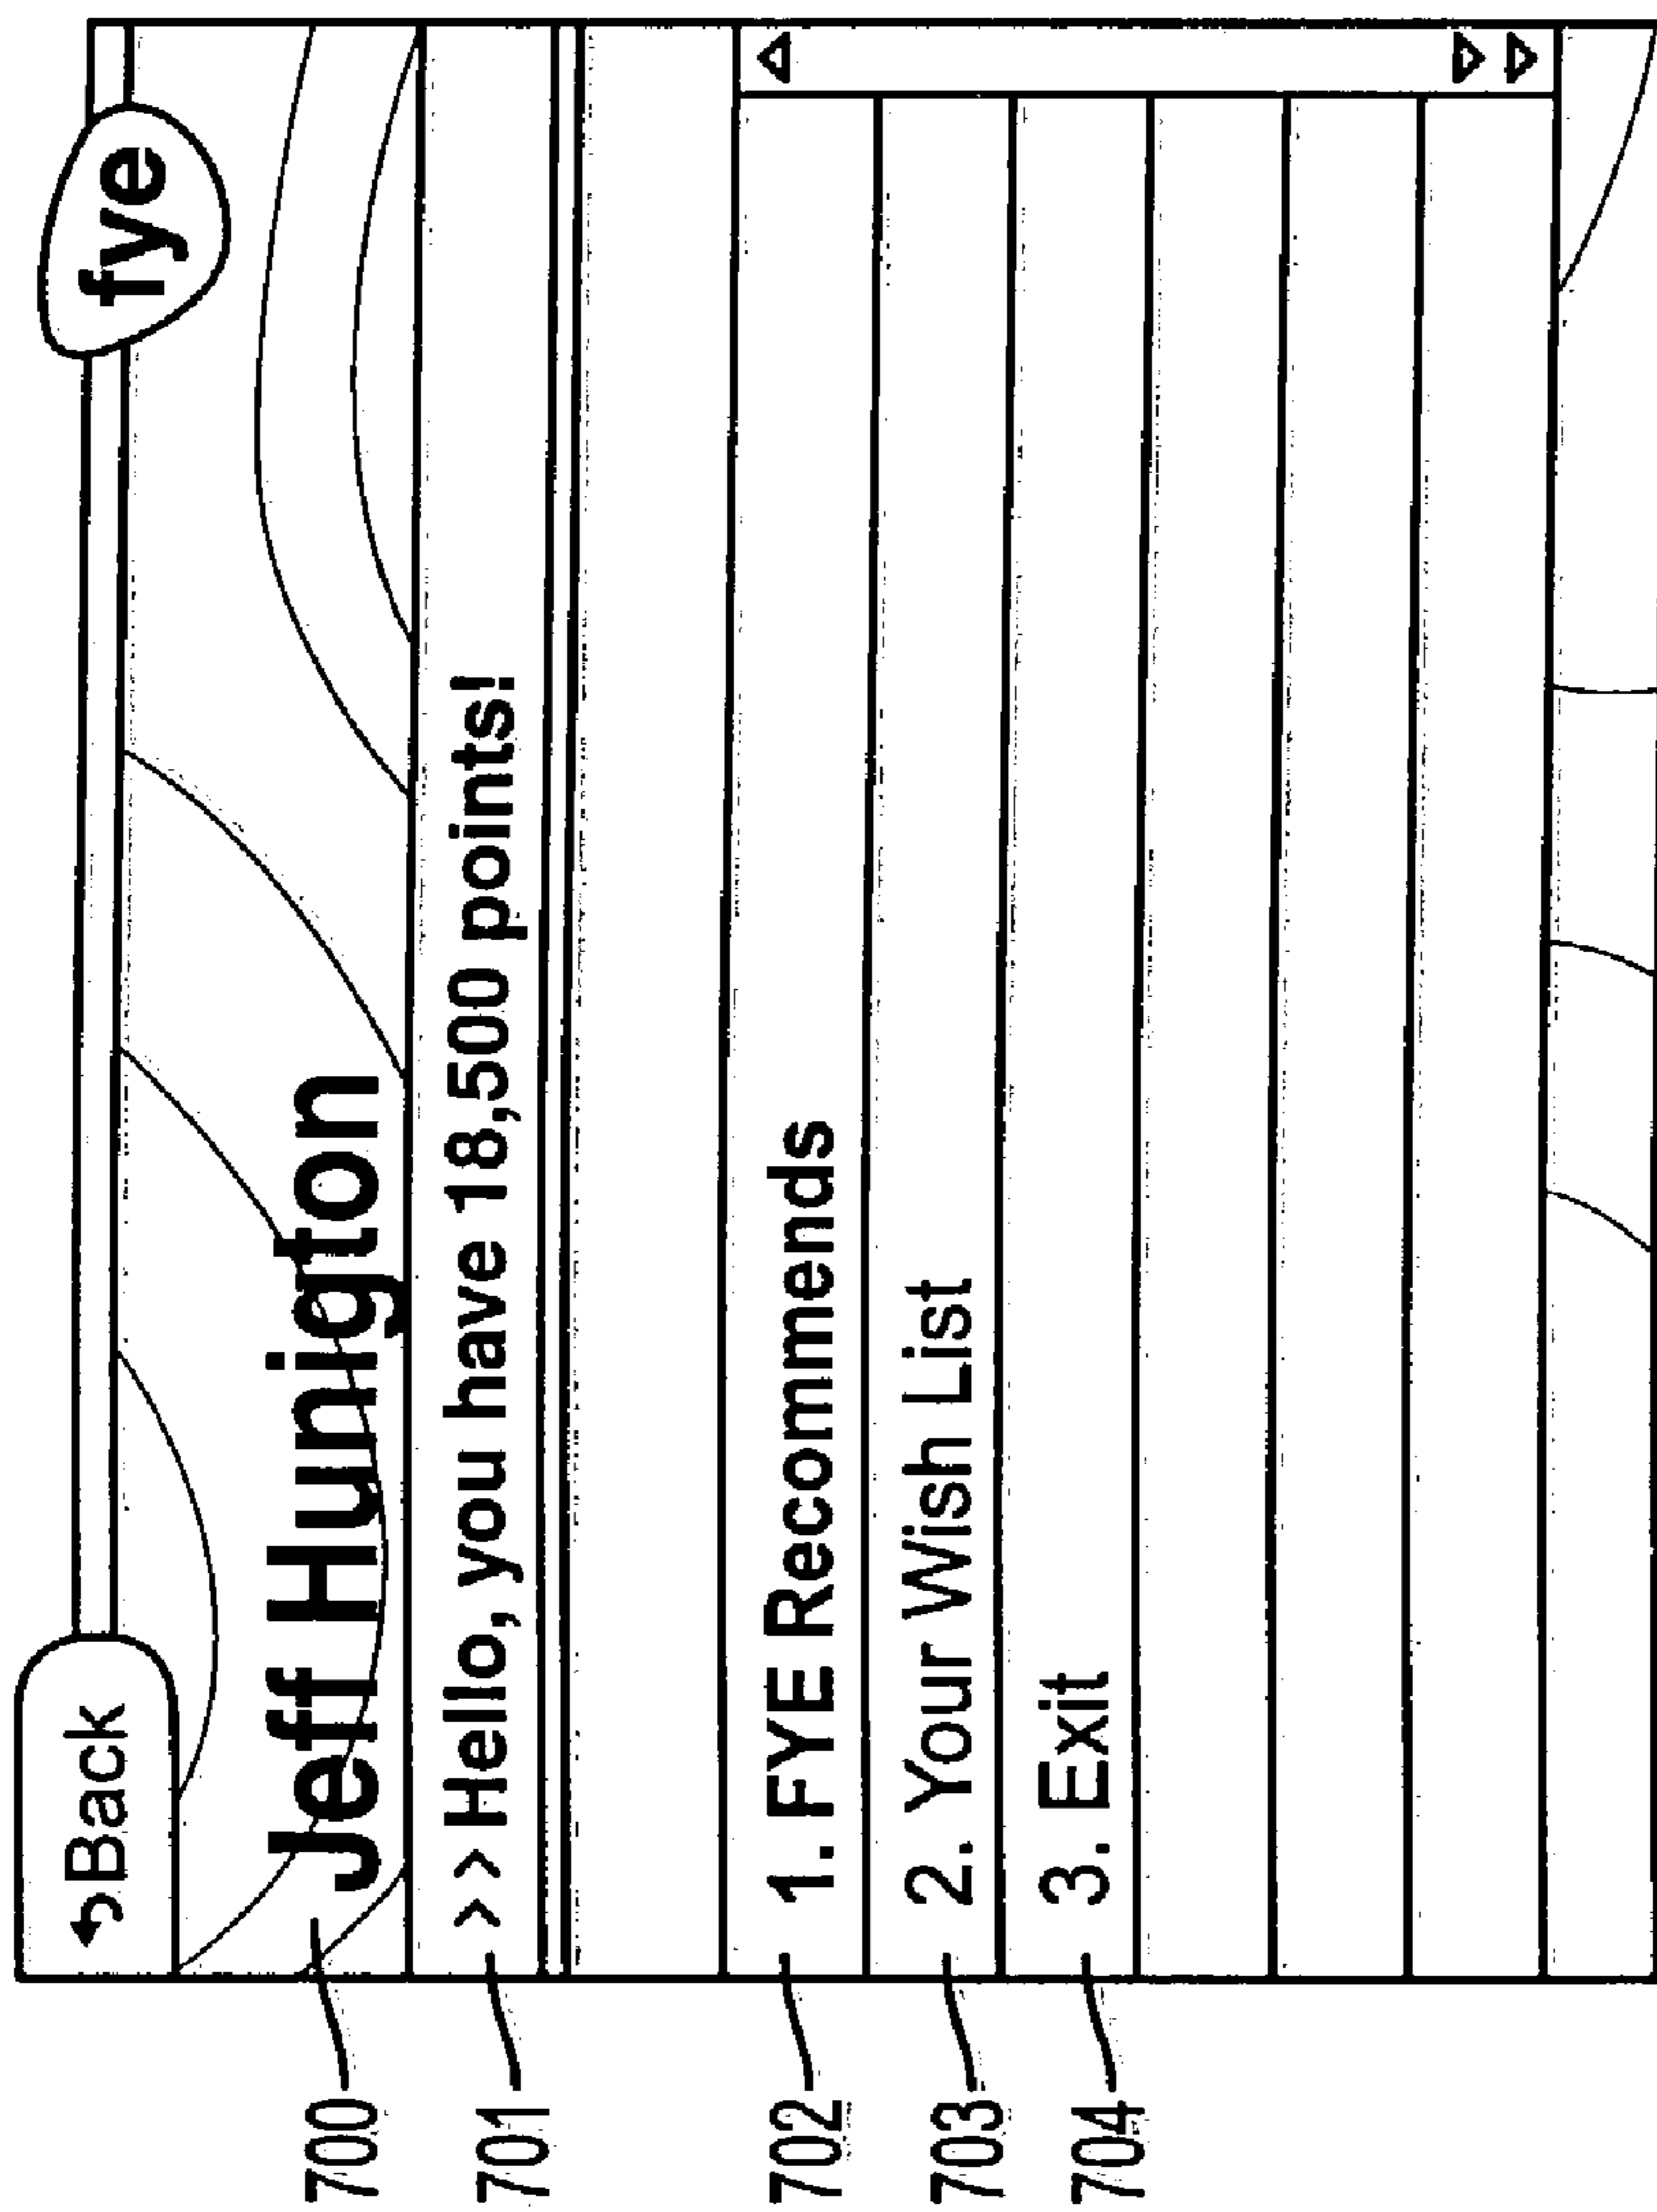 Back
fye
700 Jeff Hunington
701 >> Hello, you have 18,500 points!
702 1. FYE Recommends
703 2. Your Wish List
704 3. Exit